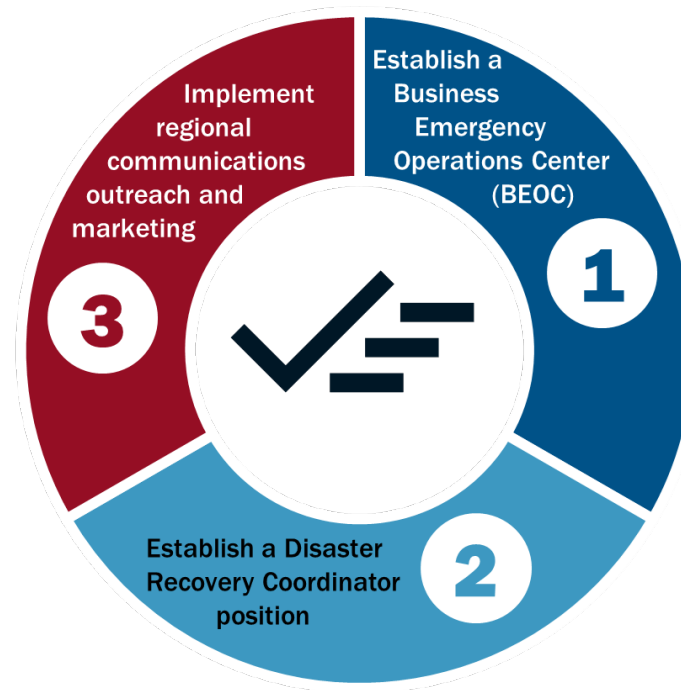 Establish a
Business
Emergency
Operations Center
(BEOC)
1
Establish a Disaster
Recovery Coordinator
position
2
Implement
regional
communications
outreach and
marketing
3